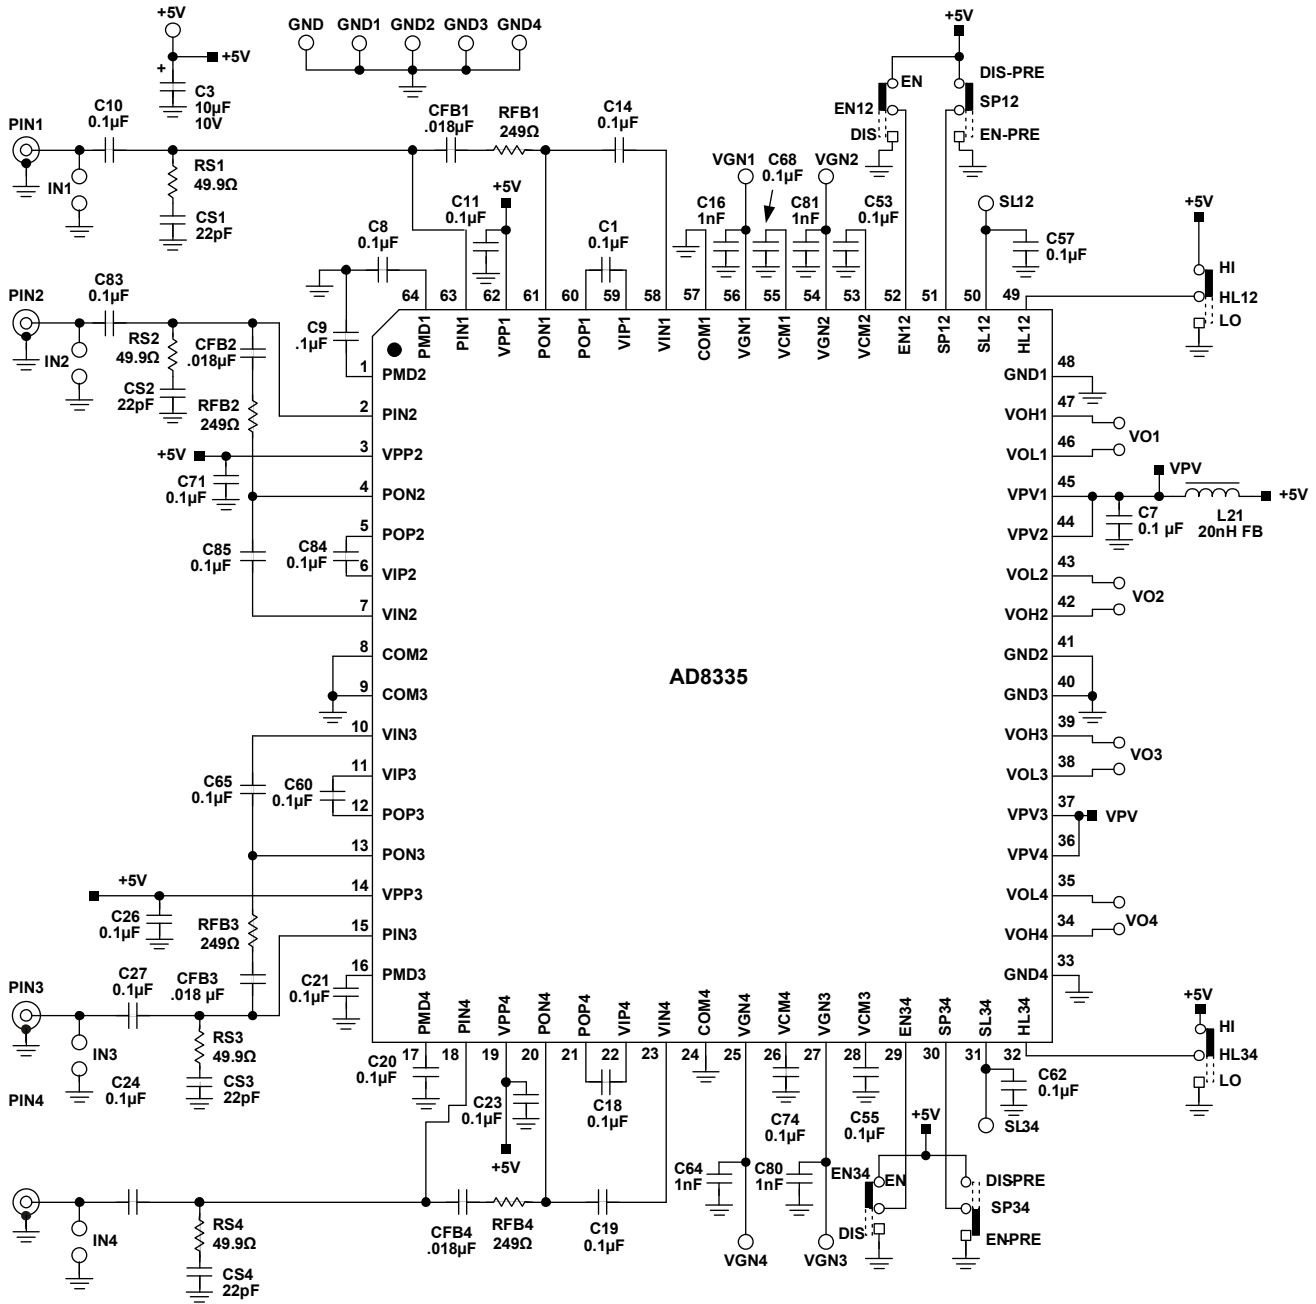 +5V
+5V
+
C3
10µF
10V
GND GND1 GND2 GND3 GND4
+5V
EN
DIS-PRE
EN12
SP12
DIS
EN-PRE
PIN1
C10
0.1µF
IN1
RS1
49.9Ω
CS1
22pF
CFB1
.018µF
RFB1
249Ω
C14
0.1µF
C11
0.1µF
+5V
C8
0.1µF
C1
0.1µF
VGN1
C68
0.1µF
VGN2
C16
1nF
C81
1nF
C53
0.1µF
SL12
C57
0.1µF
+5V
HI
HL12
LO
PIN2
C83
0.1µF
IN2
RS2
49.9Ω
CS2
22pF
CFB2
.018µF
RFB2
249Ω
C9
.1µF
64 63 62 61 60 59 58 57 56 55 54 53 52 51 50 49
PMD1 PIN1 VPP1 PON1 POP1 VIP1 VIN1 COM1 VGN1 VCM1 VGN2 VCM2 EN12 SP12 SL12 HL12
1 PMD2
2 PIN2
3 VPP2
4 PON2
5 POP2
6 VIP2
7 VIN2
8 COM2
9 COM3
10 VIN3
11 VIP3
12 POP3
13 PON3
14 VPP3
15 PIN3
16 PMD3
+5V
C71
0.1µF
C85
0.1µF
C84
0.1µF
AD8335
GND1 48
VOH1 47
VOL1 46
VPV1 45
VPV2 44
VOL2 43
VOH2 42
GND2 41
GND3 40
VOH3 39
VOL3 38
VPV3 37
VPV4 36
VOL4 35
VOH4 34
GND4 33
VO1
VPV
+5V
C7
0.1 µF
L21
20nH FB
VO2
VO3
VPV
VO4
C65
0.1µF
C60
0.1µF
+5V
C26
0.1µF
RFB3
249Ω
CFB3
.018 µF
C21
0.1µF
PIN3
C27
0.1µF
IN3
RS3
49.9Ω
CS3
22pF
C24
0.1µF
PIN4
PMD4 PIN4 VPP4 PON4 POP4 VIP4 VIN4 COM4 VGN4 VCM4 VGN3 VCM3 EN34 SP34 SL34 HL34
17 18 19 20 21 22 23 24 25 26 27 28 29 30 31 32
C20
0.1µF
C23
0.1µF
+5V
C18
0.1µF
C74
0.1µF
C55
0.1µF
C62
0.1µF
SL34
+5V
HI
HL34
LO
C64
1nF
C80
1nF
+5V
EN34
EN
DIS
DISPRE
SP34
EN-PRE
VGN4
VGN3
IN4
RS4
49.9Ω
CS4
22pF
CFB4
.018µF
RFB4
249Ω
C19
0.1µF